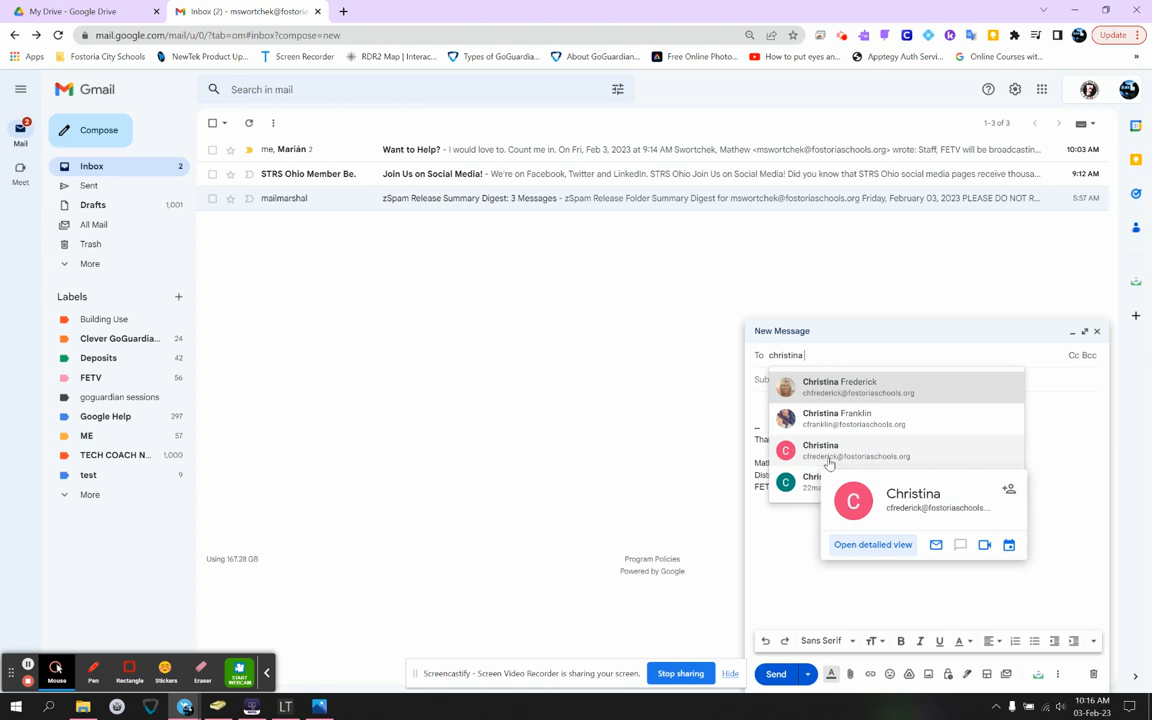 My Drive - Google Drive
Inbox (2) - mswortchek@fostoria
mail.google.com/mail/u/0/?tab=om#inbox?compose=new
Update
Apps
Fostoria City Schools
NewTek Product Up...
Screen Recorder
RDR2 Map | Interac...
Types of GoGuardia...
About GoGuardian...
Free Online Photo...
How to put eyes an...
Apptegy Auth Servi...
Online Courses wit...
Gmail
Search in mail
2
Mail
Meet
Compose
1–3 of 3
Inbox 2
Sent
Drafts 1,001
All Mail
Trash
More
Labels
Building Use
Clever GoGuardia... 24
Deposits 42
FETV 56
goguardian sessions
Google Help 297
ME 57
TECH COACH N... 1,000
test 9
More
me, Marián 2 Want to Help? - I would love to. Count me in. On Fri, Feb 3, 2023 at 9:14 AM Swortchek, Mathew <mswortchek@fostoriaschools.org> wrote: Staff, FETV will be broadcastin... 10:03 AM
STRS Ohio Member Be. Join Us on Social Media! - We're on Facebook, Twitter and LinkedIn. STRS Ohio Join Us on Social Media! Did you know that STRS Ohio social media pages receive thousa... 9:12 AM
mailmarshal zSpam Release Summary Digest: 3 Messages - zSpam Release Folder Summary Digest for mswortchek@fostoriaschools.org Friday, February 03, 2023 PLEASE DO NOT R... 5:57 AM
Using 167.28 GB
Program Policies
Powered by Google
New Message
To christina
Cc Bcc
Sub
Christina Frederick
chfrederick@fostoriaschools.org
Christina Franklin
cfranklin@fostoriaschools.org
C Christina
cfrederick@fostoriaschools.org
C Chris
22ma
--
Tha
Mat
Dist
FET
C Christina
cfrederick@fostoriaschools...
Open detailed view
Sans Serif
Send
Mouse
Pen
Rectangle
Stickers
Eraser
START WEBCAM
Screencastify - Screen Video Recorder is sharing your screen.
Stop sharing
Hide
LT
10:16 AM
03-Feb-23